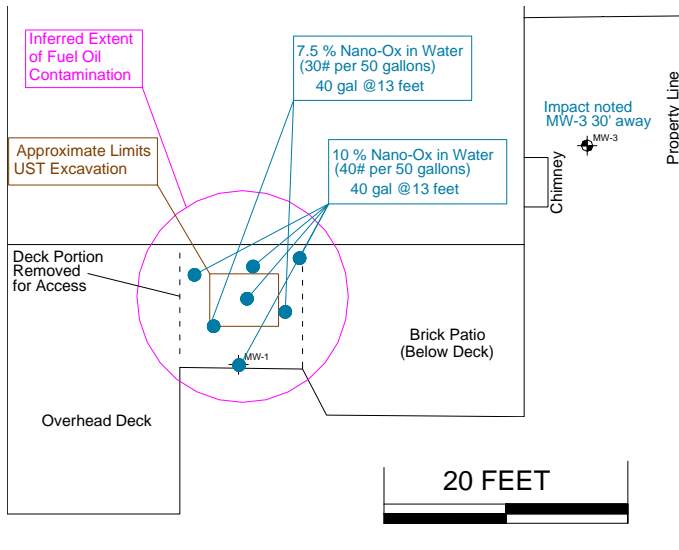 Inferred Extent
of Fuel Oil
Contamination
7.5 % Nano-Ox in Water
(30# per 50 gallons)
40 gal @13 feet
Approximate Limits
UST Excavation
10 % Nano-Ox in Water
(40# per 50 gallons)
40 gal @13 feet
Impact noted
MW-3 30' away
MW-3
Chimney
Property Line
Deck Portion
Removed
for Access
MW-1
Brick Patio
(Below Deck)
Overhead Deck
20 FEET